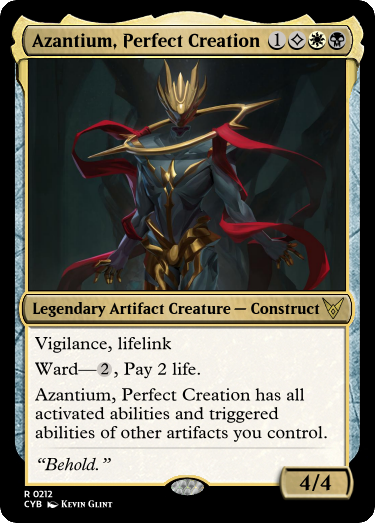 Azantium, Perfect Creation 1
Legendary Artifact Creature — Construct
Vigilance, lifelink
Ward—2, Pay 2 life.
Azantium, Perfect Creation has all
activated abilities and triggered
abilities of other artifacts you control.
“Behold.”
4/4
R 0212
CYB Kevin Glint